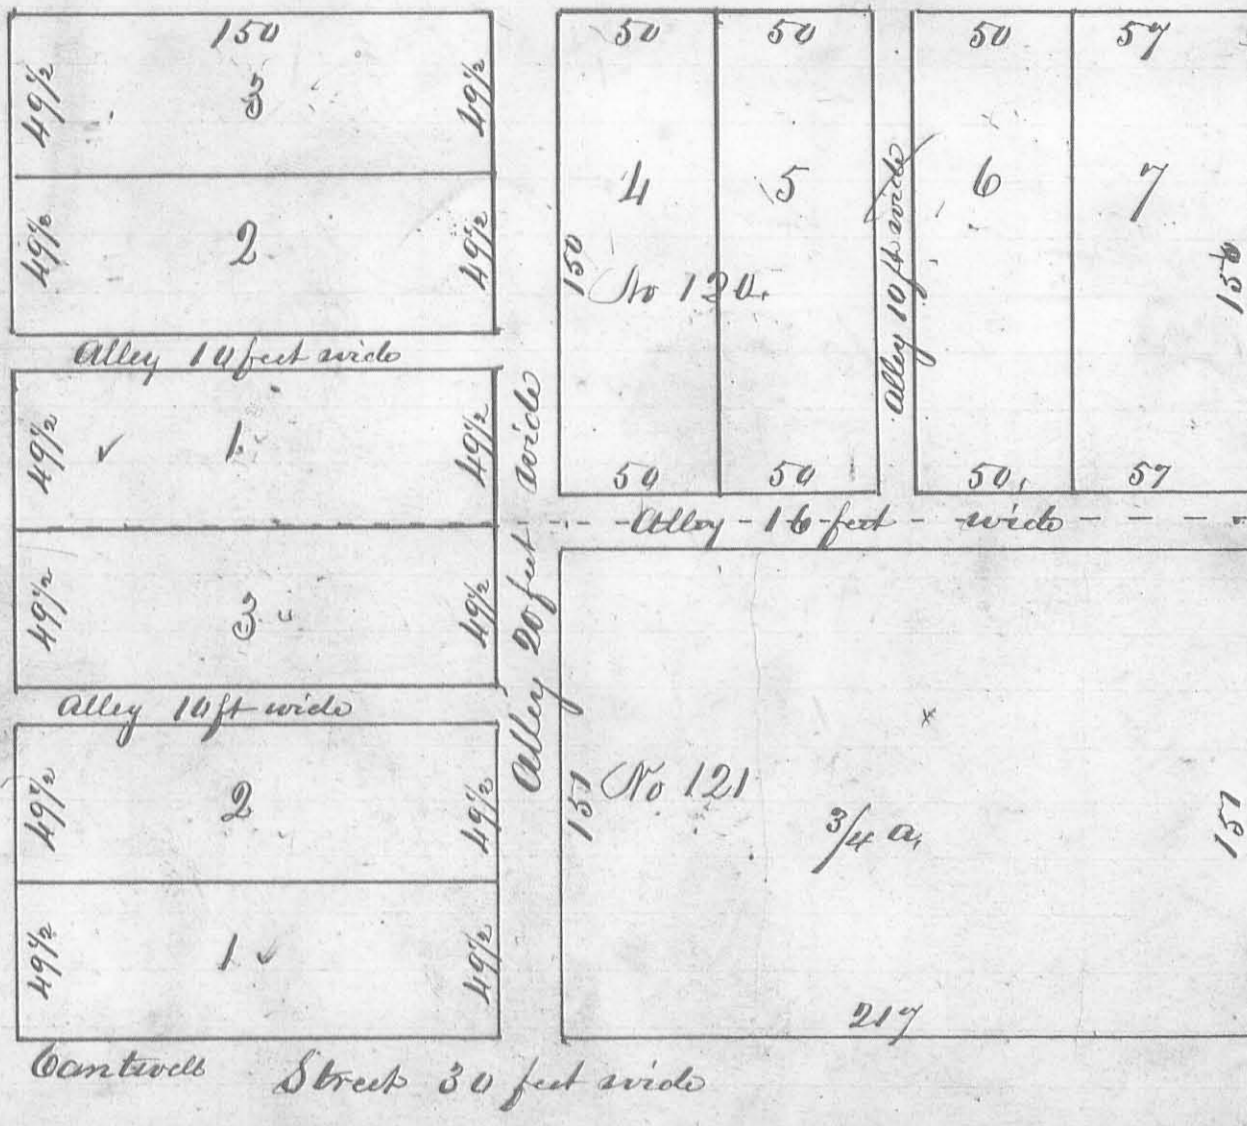 150
49½ 3 49½
49½ 2 49½
Alley 10 feet wide
49½ 1 49½
49½ 3 49½
Alley 10 ft wide
49½ 2 49½
49½ 1 49½
Cantwell Street 30 feet wide
Alley 20 feet wide
50 50
4 5
150
No 120.
50 50
Alley 10 ft wide
50 57
6 7
150
50 57
Alley 16 feet wide
151 No 121
¾ a.
151
217